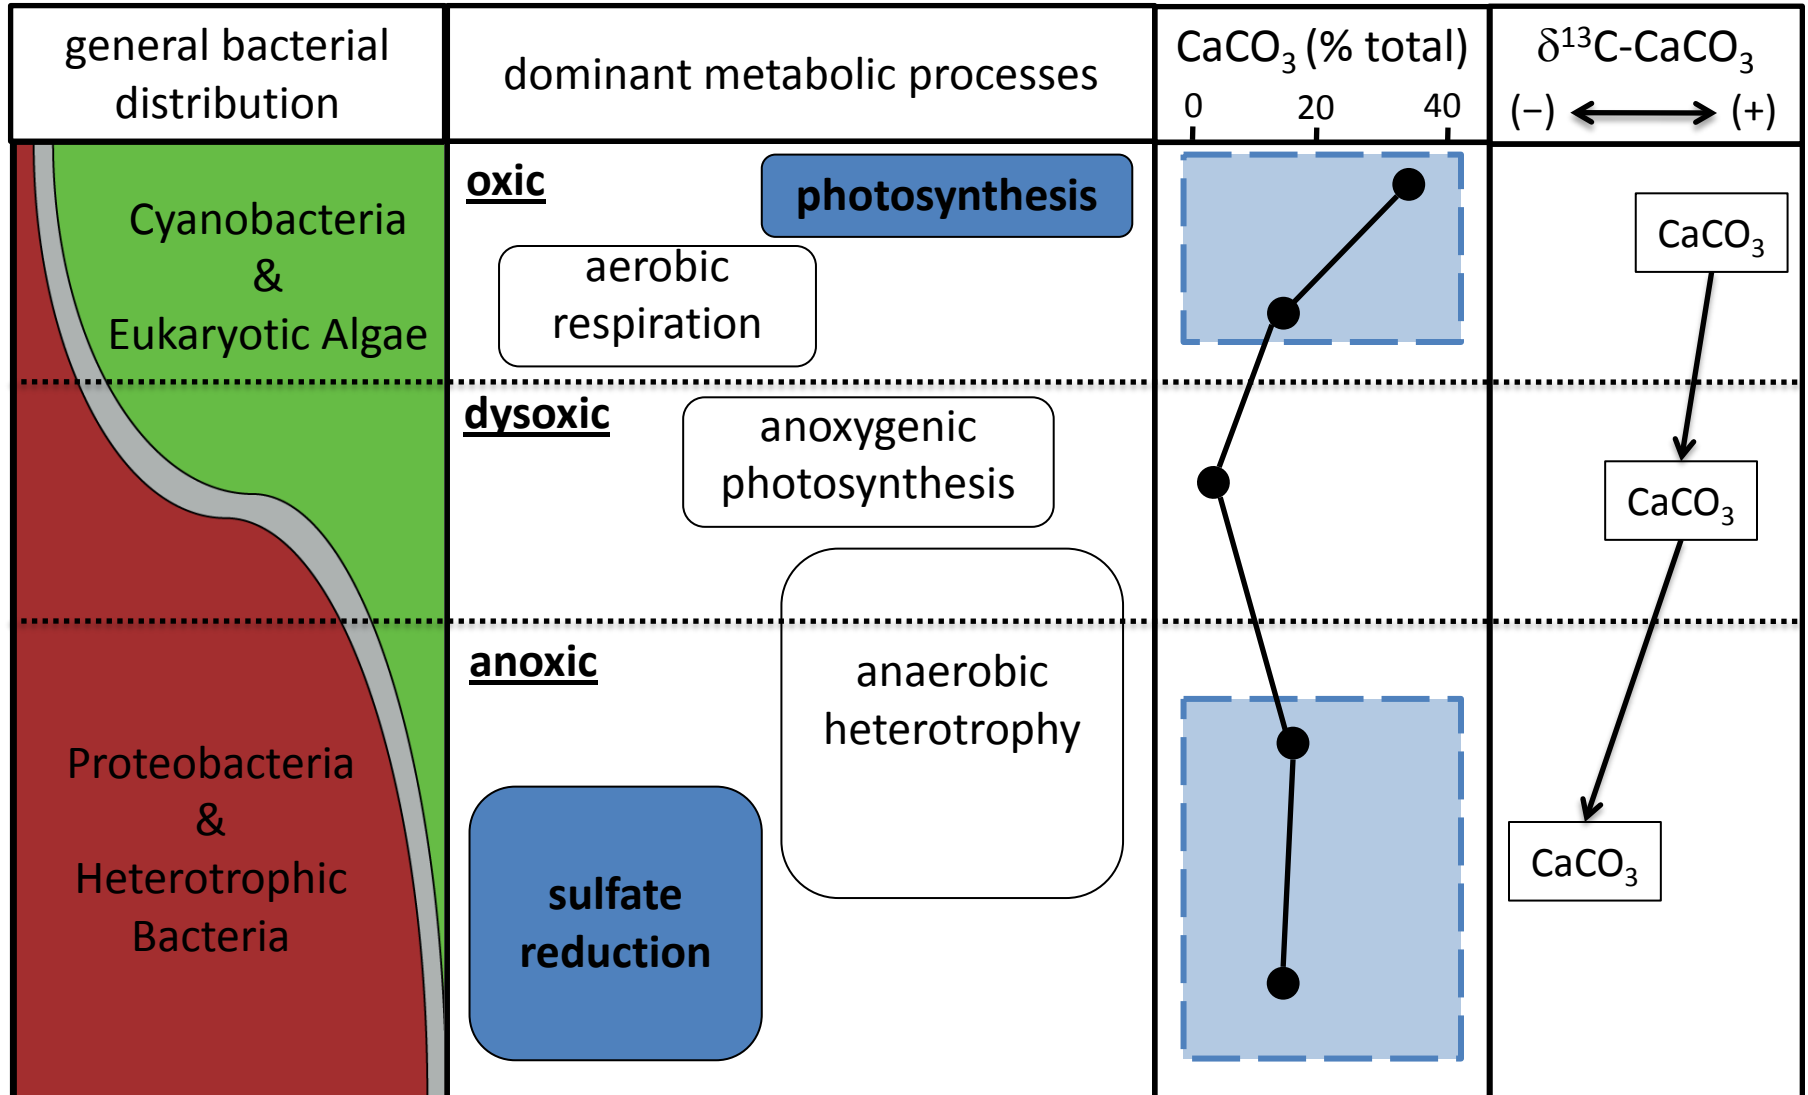 general bacterial
distribution
dominant metabolic processes
CaCO₃ (% total)
0 20 40
δ¹³C-CaCO₃
(−) (+)
Cyanobacteria
&
Eukaryotic Algae
Proteobacteria
&
Heterotrophic
Bacteria
oxic
photosynthesis
aerobic
respiration
dysoxic
anoxygenic
photosynthesis
anoxic
anaerobic
heterotrophy
sulfate
reduction
CaCO₃
CaCO₃
CaCO₃